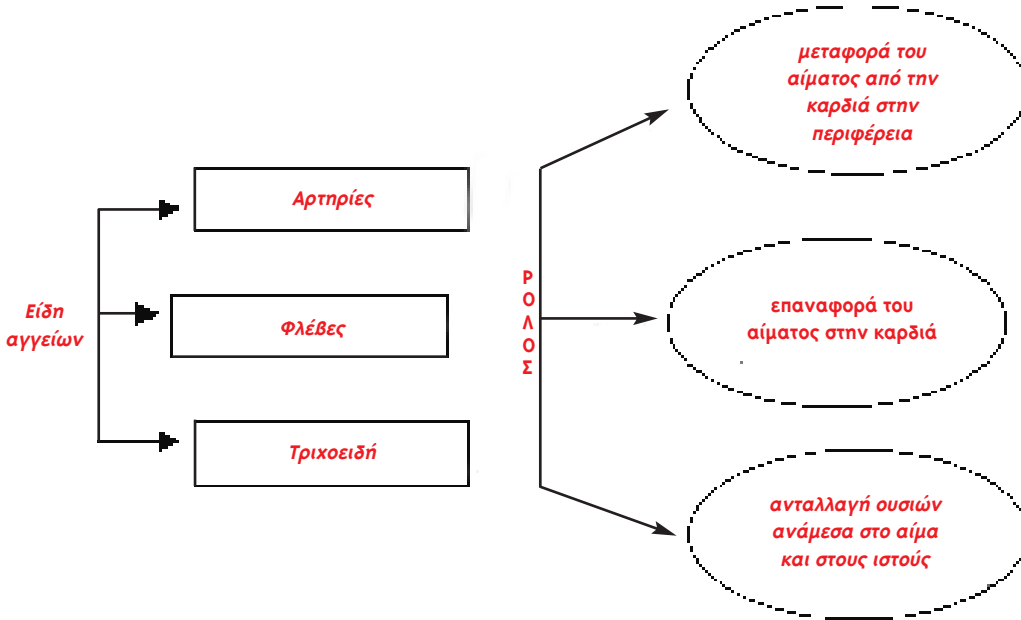 Είδη
αγγείων
Αρτηρίες
Φλέβες
Τριχοειδή
Ρ
Ο
Λ
Ο
Σ
μεταφορά του
αίματος από την
καρδιά στην
περιφέρεια
επαναφορά του
αίματος στην καρδιά
ανταλλαγή ουσιών
ανάμεσα στο αίμα
και στους ιστούς